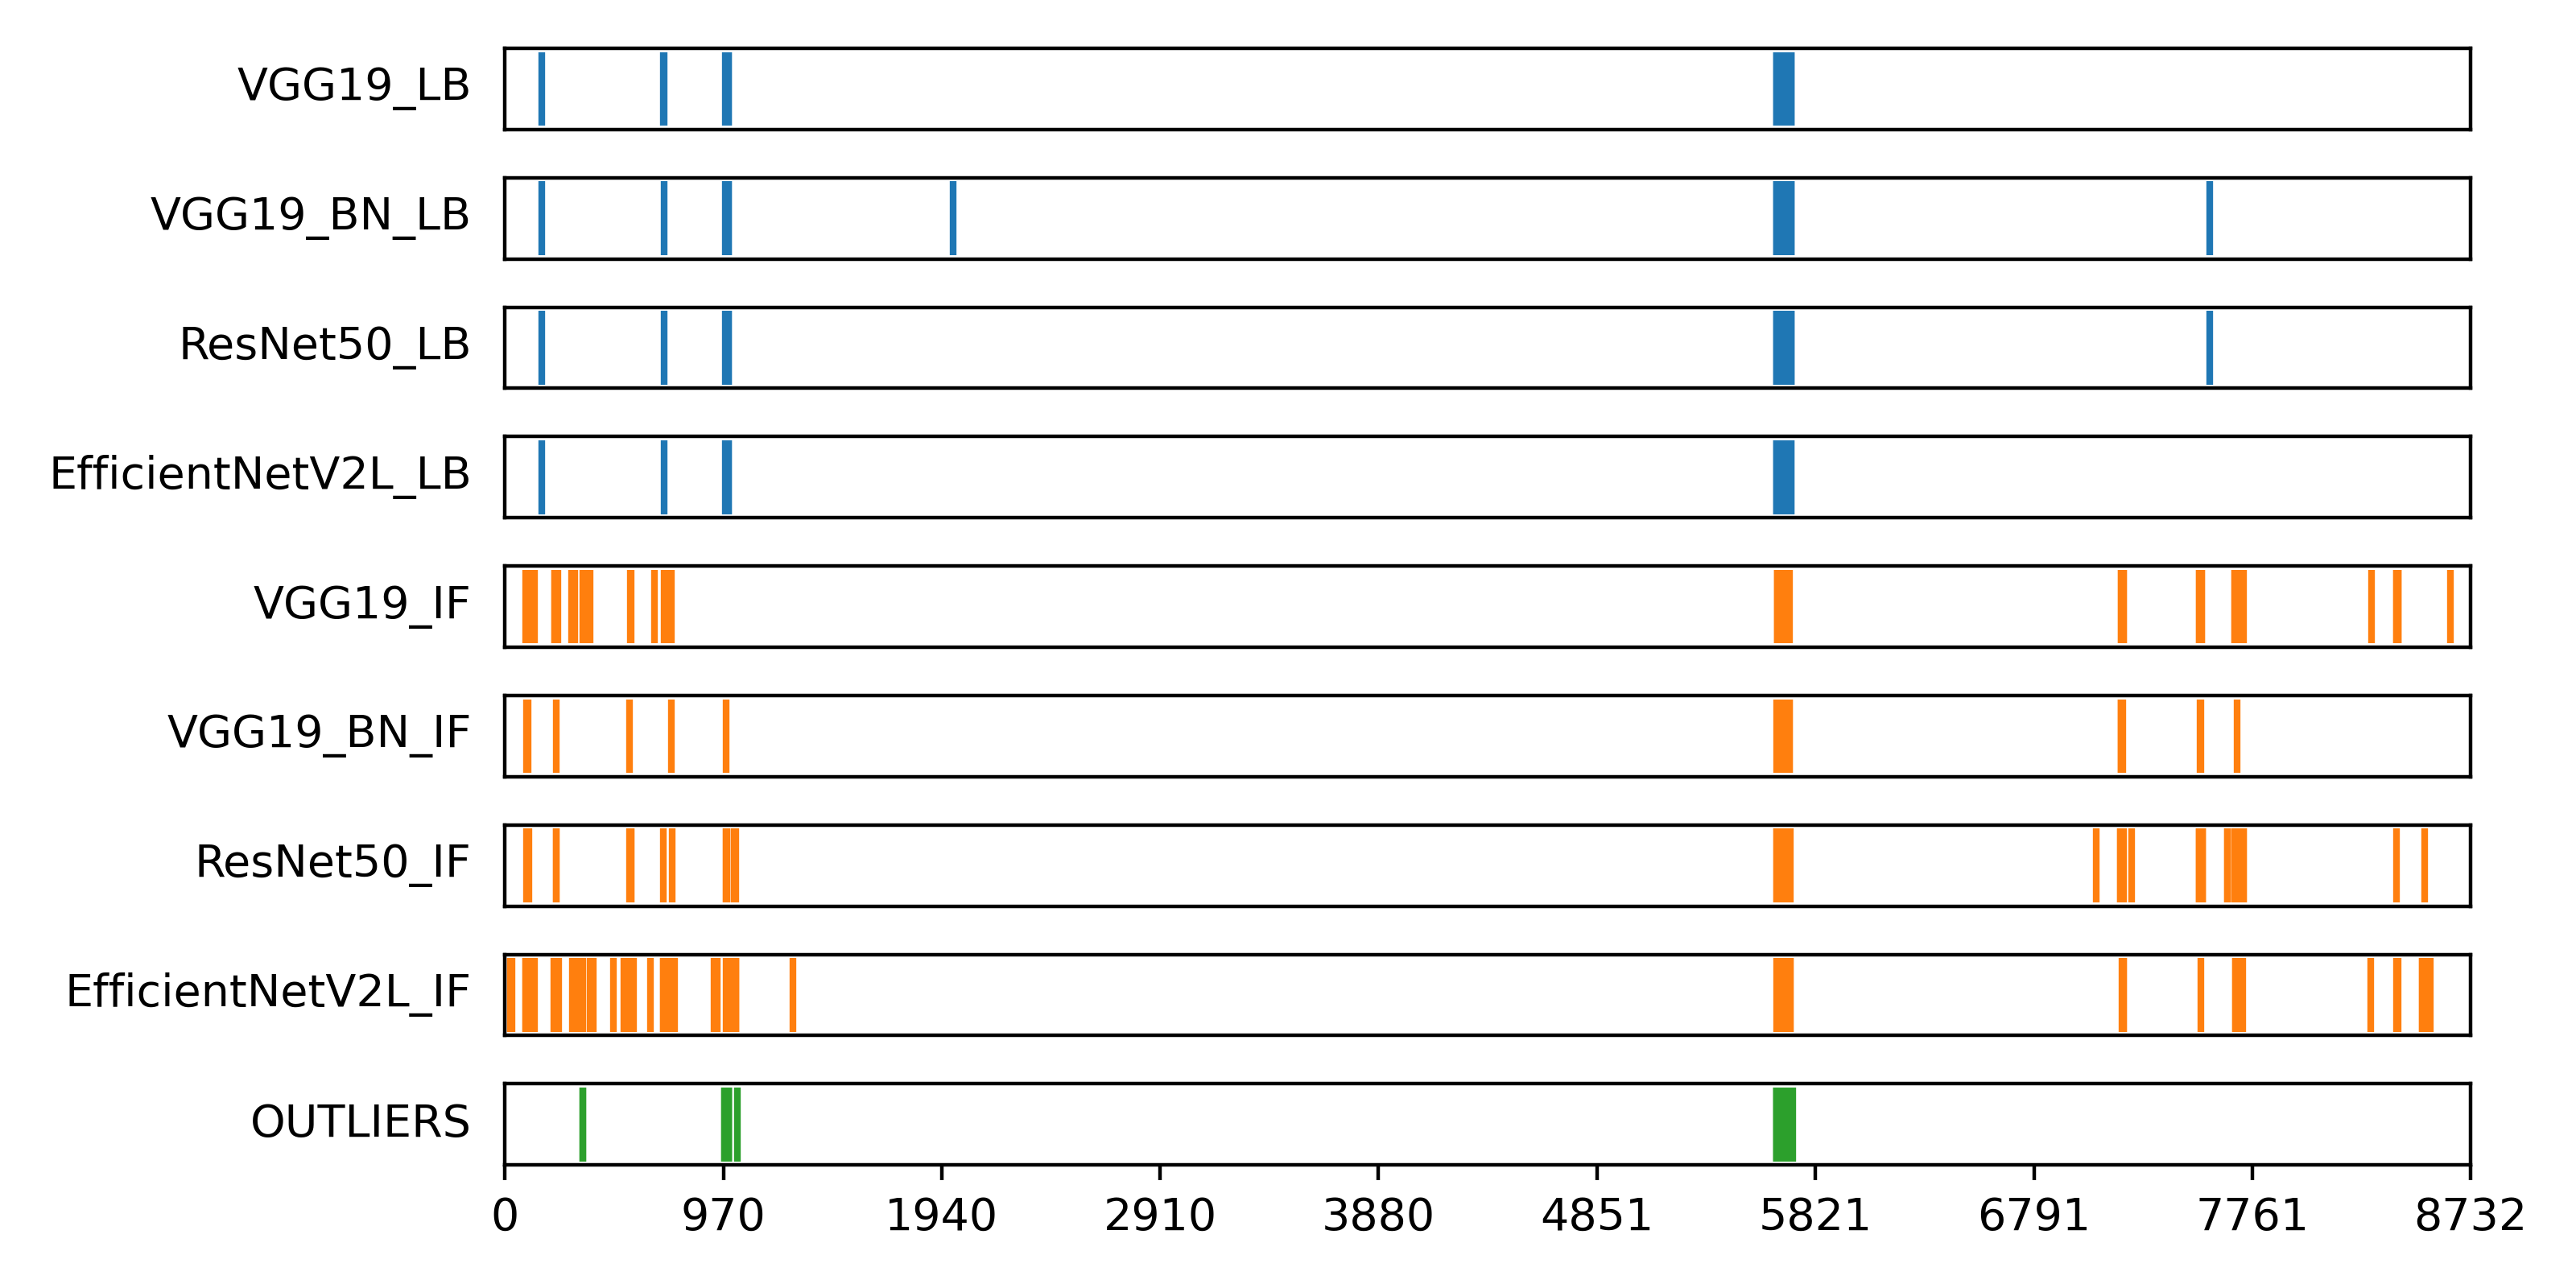 VGG19_LB
VGG19_BN_LB
ResNet50_LB
EfficientNetV2L_LB
VGG19_IF
VGG19_BN_IF
ResNet50_IF
EfficientNetV2L_IF
OUTLIERS
0 970 1940 2910 3880 4851 5821 6791 7761 8732